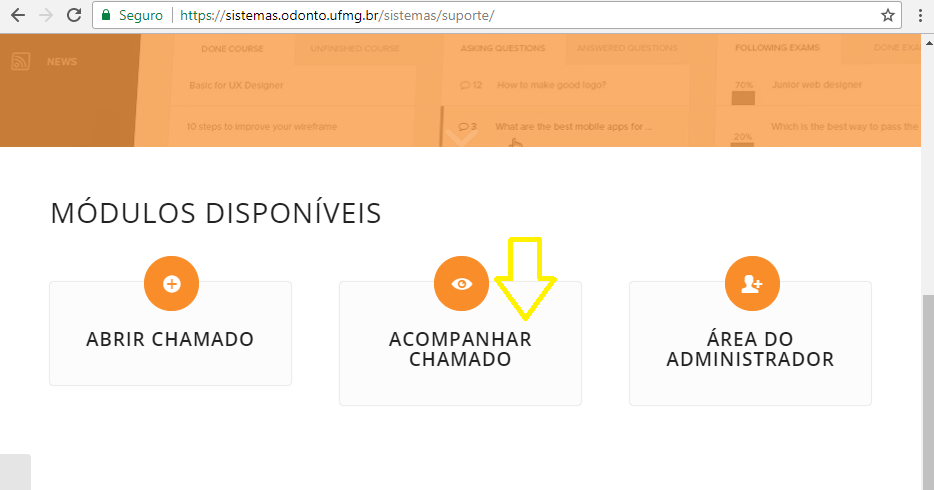 Seguro https://sistemas.odonto.ufmg.br/sistemas/suporte/
DONE COURSE UNFINISHED COURSE ASKING QUESTIONS ANSWERED QUESTIONS FOLLOWING EXAMS DONE EXA
NEWS
Basic for UX Designer 12 How to make good logo? 70% Junior web designer
10 steps to improve your wireframe 3 What are the best mobile apps for ... 20% Which is the best way to pass the
MÓDULOS DISPONÍVEIS
ABRIR CHAMADO
ACOMPANHAR
CHAMADO
ÁREA DO
ADMINISTRADOR